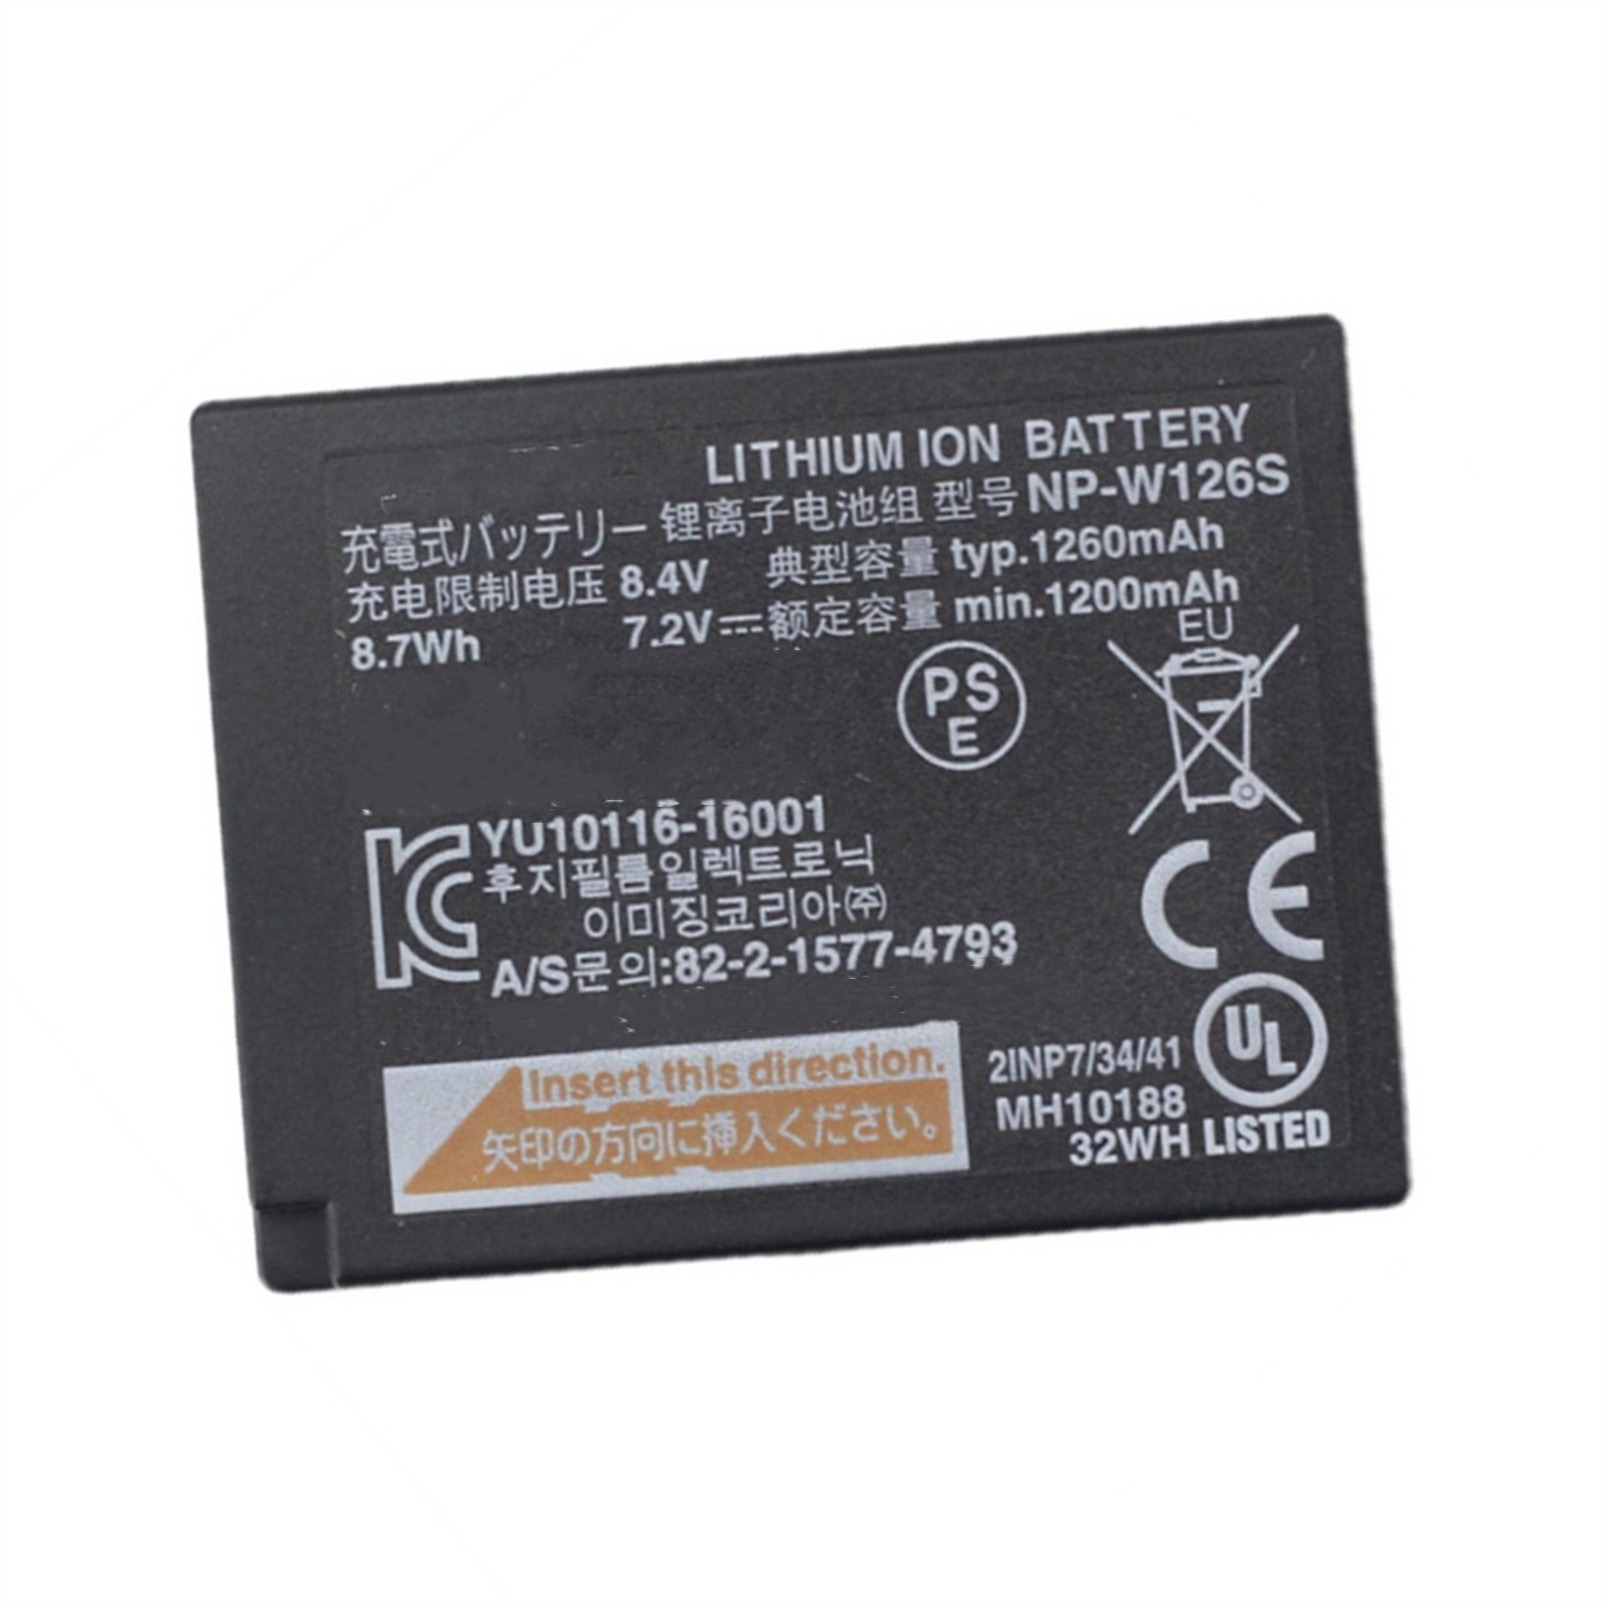 LITHIUM ION BATTERY
充電式バッテリー 锂离子电池组 型号 NP-W126S
充电限制电压 8.4V 典型容量 typ.1260mAh
8.7Wh 7.2V⎓额定容量 min.1200mAh
EU
PS
E
YU10116-16001
후지필름일렉트로닉
이미징코리아㈜
A/S문의:82-2-1577-4793
KC
CE
UL
Insert this direction.
矢印の方向に挿入ください。
2INP7/34/41
MH10188
32WH LISTED